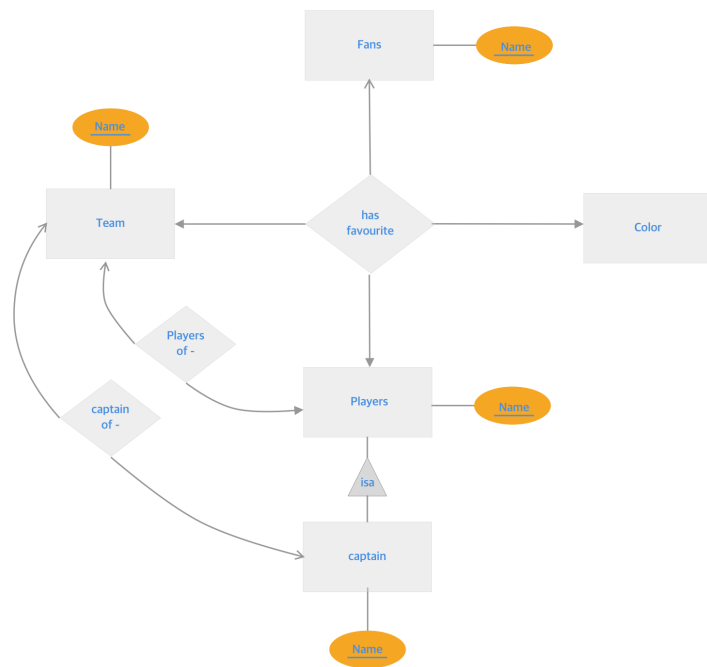 Fans
Name
Name
Team
has
favourite
Color
Players
of -
Players
Name
captain
of -
isa
captain
Name